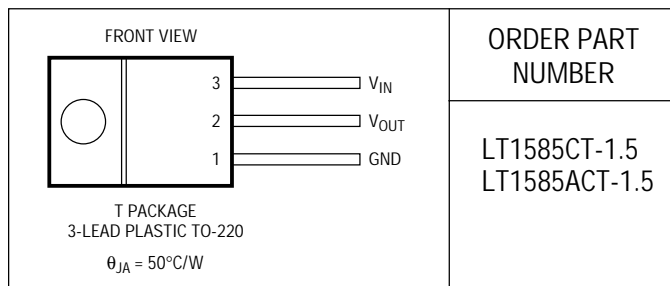 FRONT VIEW
3 V_IN
2 V_OUT
1 GND
T PACKAGE
3-LEAD PLASTIC TO-220
θ_JA = 50°C/W
ORDER PART
NUMBER
LT1585CT-1.5
LT1585ACT-1.5